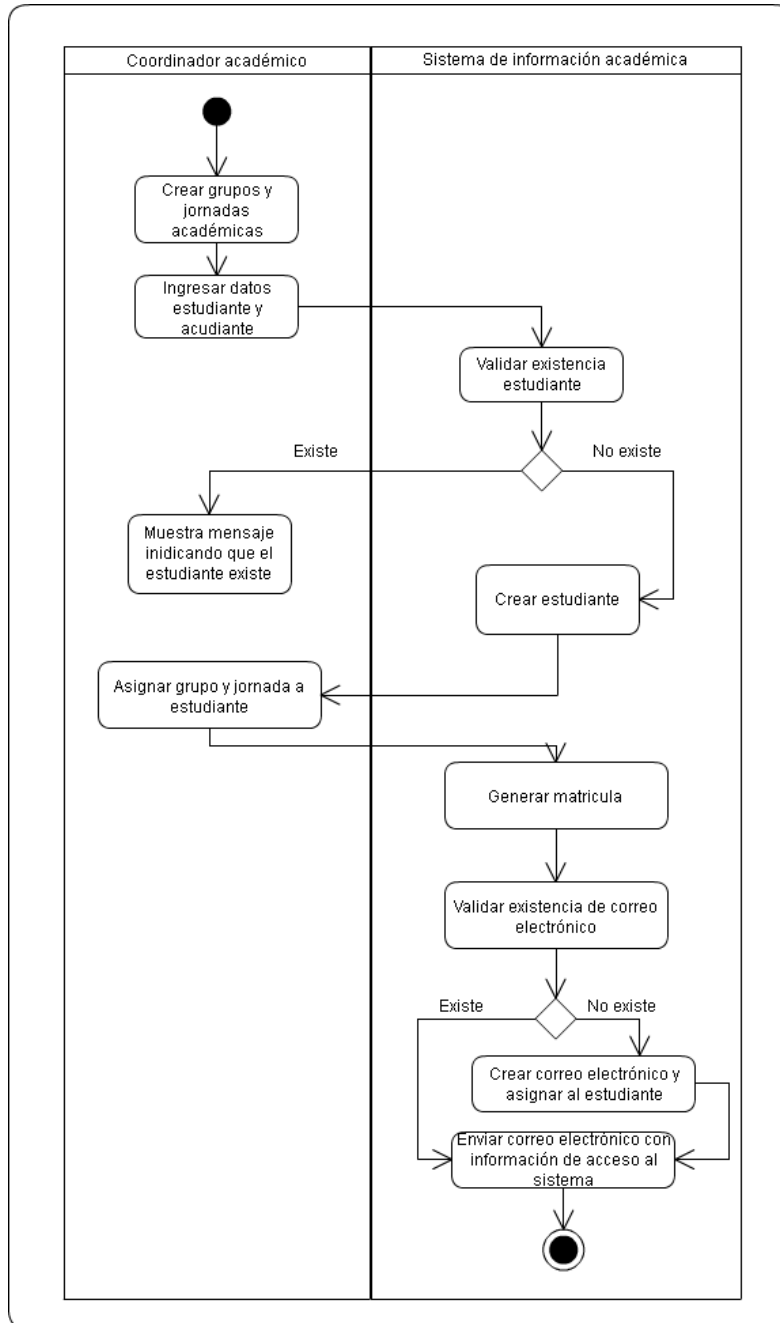 Coordinador académico
Sistema de información académica
Crear grupos y
jornadas
académicas
Ingresar datos
estudiante y
acudiante
Validar existencia
estudiante
Existe
No existe
Muestra mensaje
inidicando que el
estudiante existe
Crear estudiante
Asignar grupo y jornada a
estudiante
Generar matricula
Validar existencia de correo
electrónico
Existe
No existe
Crear correo electrónico y
asignar al estudiante
Enviar correo electrónico con
información de acceso al
sistema